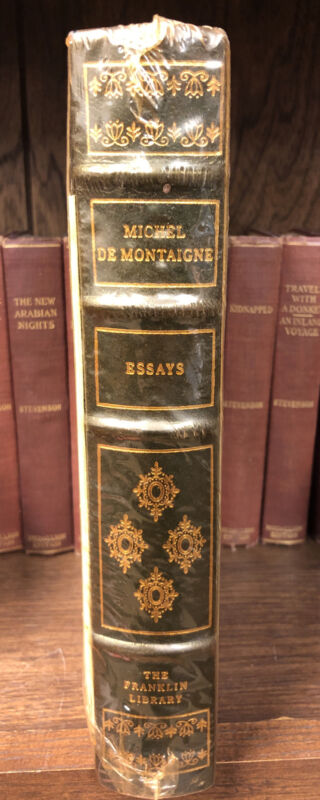 MICHEL
DE MONTAIGNE
ESSAYS
THE
FRANKLIN
LIBRARY
THE NEW
ARABIAN
NIGHTS
STEVENSON
KIDNAPPED
STEVENSON
TRAVEL
WITH
A DONKEY
AN INLAND
VOYAGE
STEVENSON